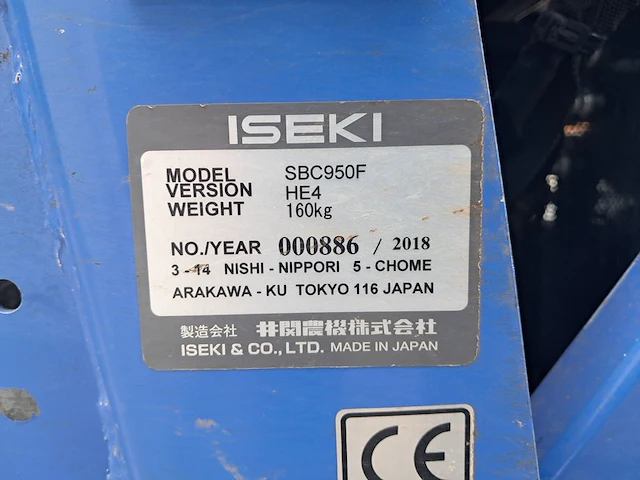 ISEKI
MODEL SBC950F
VERSION HE4
WEIGHT 160kg
NO./YEAR 000886 / 2018
3 - 14 NISHI - NIPPORI 5 - CHOME
ARAKAWA - KU TOKYO 116 JAPAN
製造会社 井関農機株式会社
ISEKI & CO., LTD. MADE IN JAPAN
CE